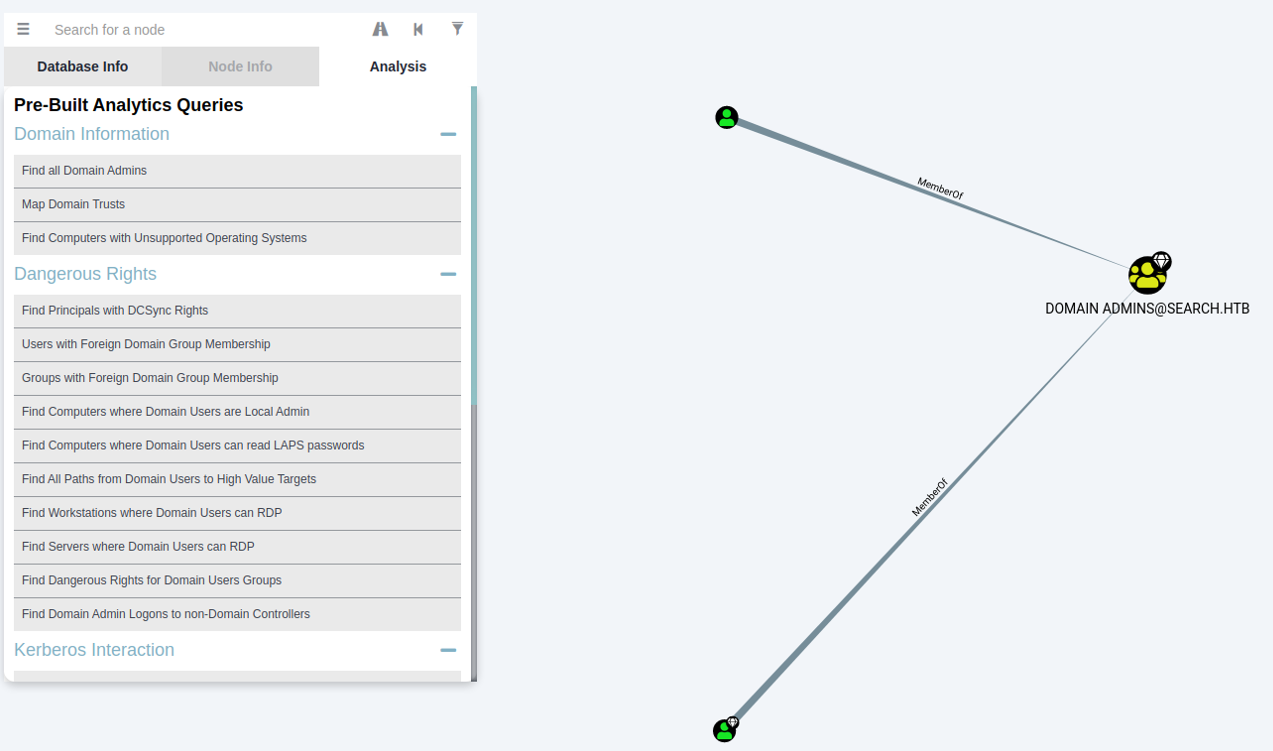 Search for a node
Database Info
Node Info
Analysis
Pre-Built Analytics Queries
Domain Information
Find all Domain Admins
Map Domain Trusts
Find Computers with Unsupported Operating Systems
Dangerous Rights
Find Principals with DCSync Rights
Users with Foreign Domain Group Membership
Groups with Foreign Domain Group Membership
Find Computers where Domain Users are Local Admin
Find Computers where Domain Users can read LAPS passwords
Find All Paths from Domain Users to High Value Targets
Find Workstations where Domain Users can RDP
Find Servers where Domain Users can RDP
Find Dangerous Rights for Domain Users Groups
Find Domain Admin Logons to non-Domain Controllers
Kerberos Interaction
MemberOf
DOMAIN ADMINS@SEARCH.HTB
MemberOf